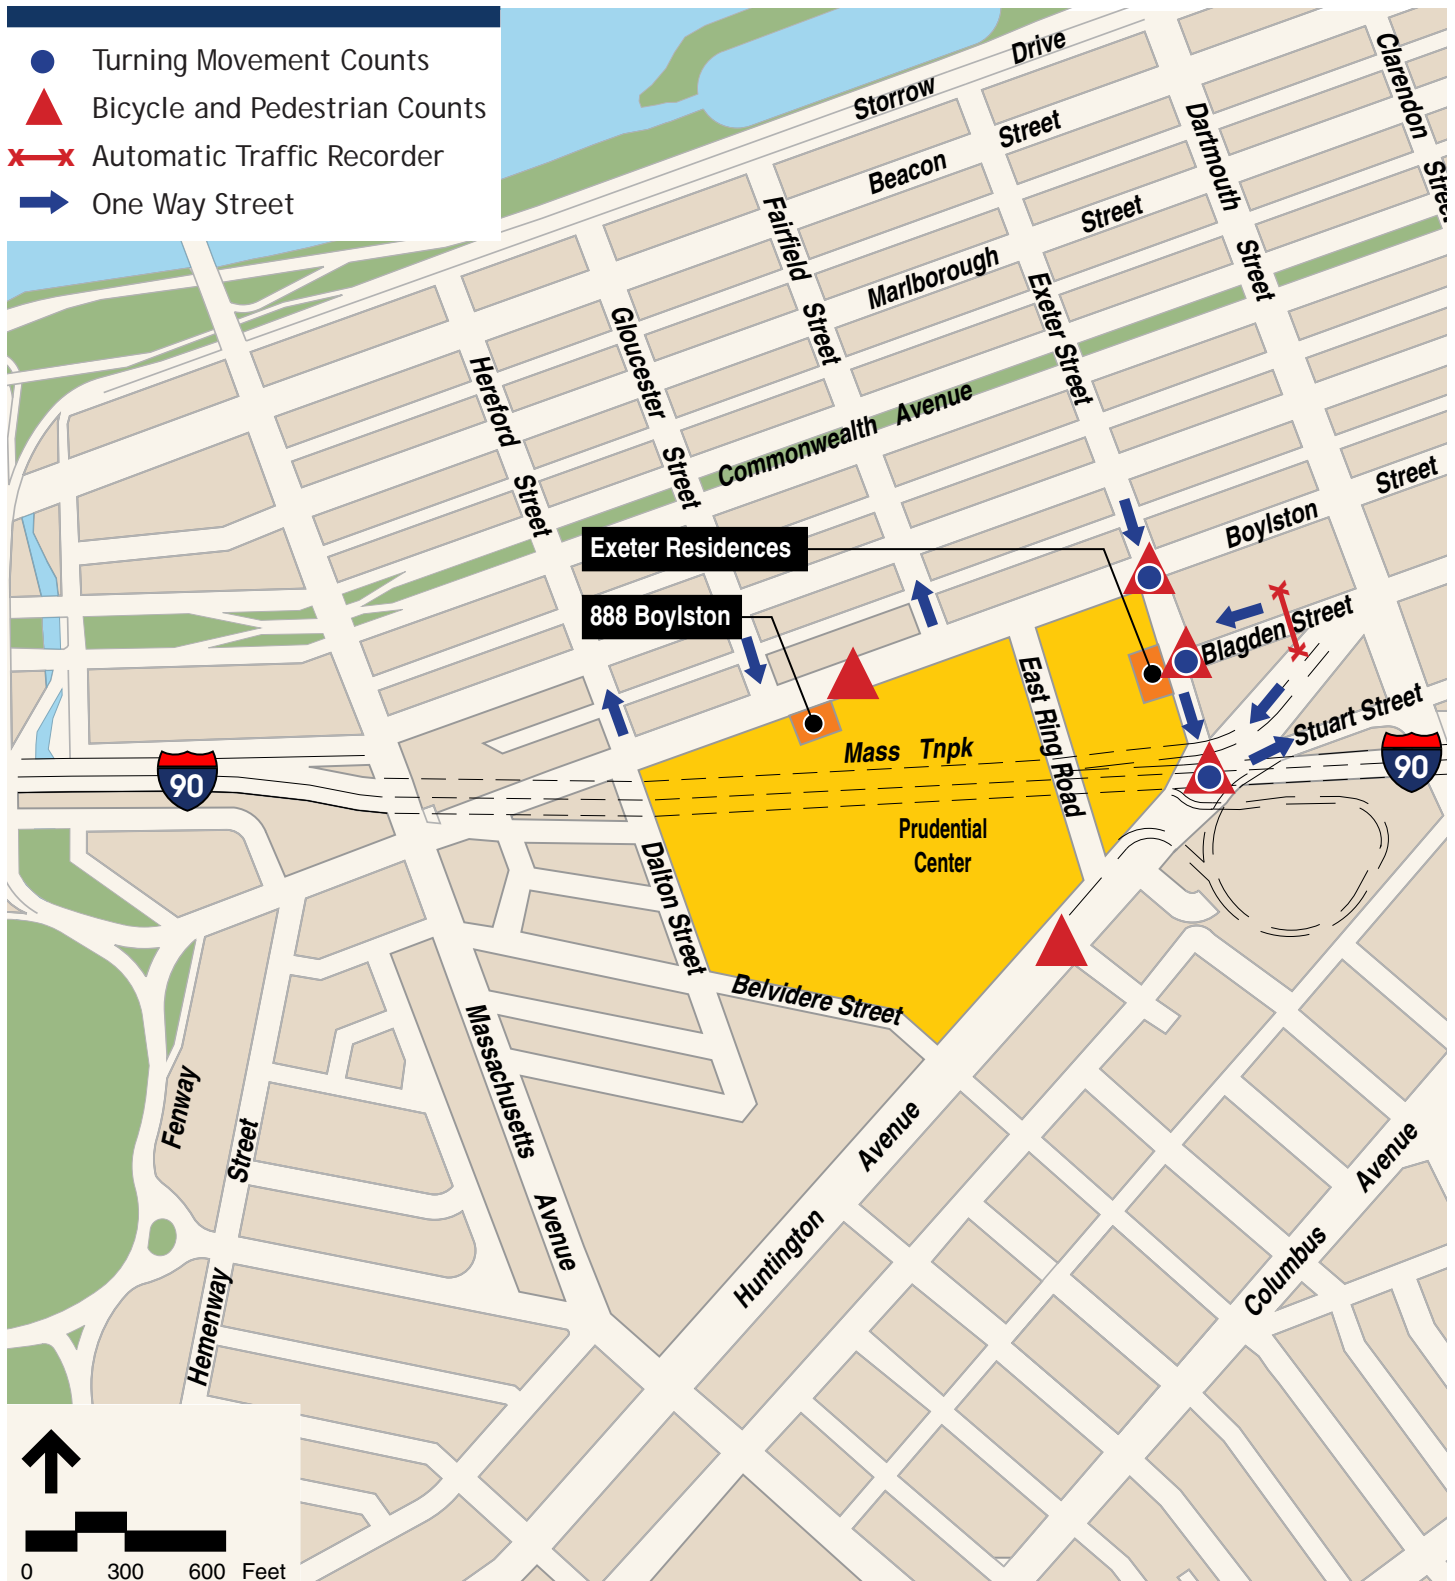 Turning Movement Counts
Bicycle and Pedestrian Counts
Automatic Traffic Recorder
One Way Street
Storrow Drive
Clarendon Street
Dartmouth Street
Beacon Street
Marlborough Street
Fairfield Street
Exeter Street
Gloucester Street
Hereford Street
Commonwealth Avenue
Boylston Street
Exeter Residences
888 Boylston
Blagden Street
Stuart Street
East Ring Road
Mass Tnpk
90
90
Prudential
Center
Dalton Street
Belvidere Street
Massachusetts Avenue
Fenway
Hemenway Street
Huntington Avenue
Columbus Avenue
0 300 600 Feet